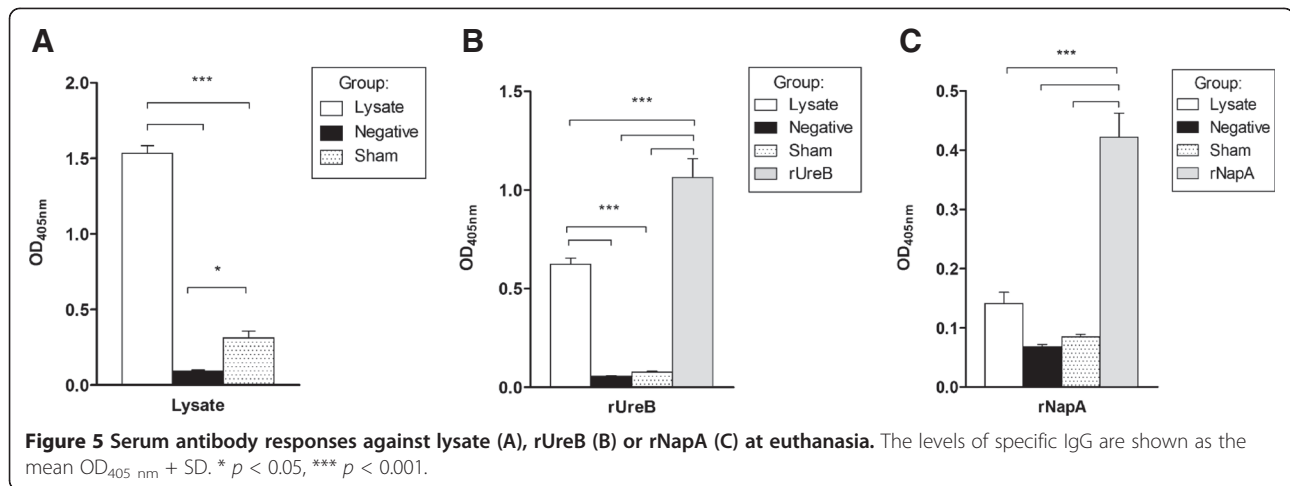 A
Group:
Lysate
Negative
Sham
OD405nm
2.0
1.5
1.0
0.5
0.0
***
*
Lysate
B
Group:
Lysate
Negative
Sham
rUreB
OD405nm
1.5
1.0
0.5
0.0
***
***
rUreB
C
Group:
Lysate
Negative
Sham
rNapA
OD405nm
0.5
0.4
0.3
0.2
0.1
0.0
***
rNapA
Figure 5 Serum antibody responses against lysate (A), rUreB (B) or rNapA (C) at euthanasia. The levels of specific IgG are shown as the
mean OD405 nm + SD. * p < 0.05, *** p < 0.001.